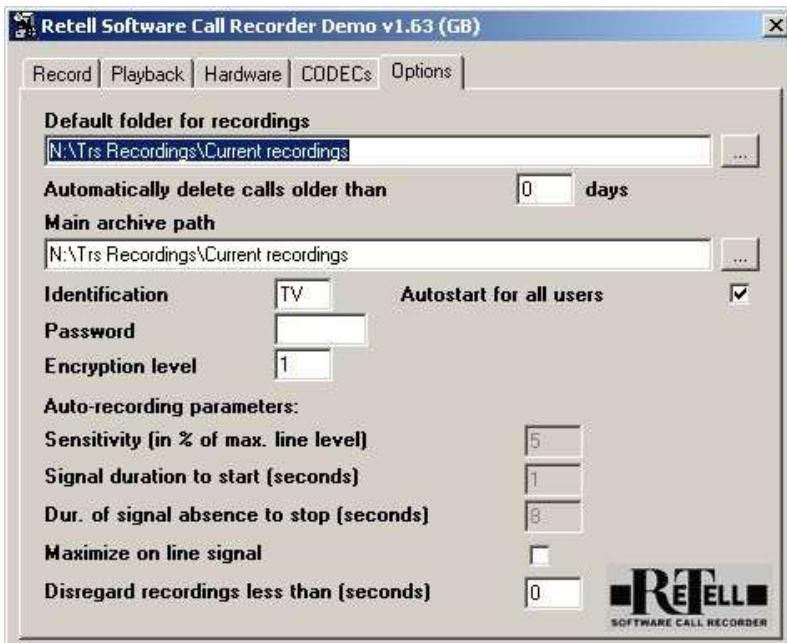 Retell Software Call Recorder Demo v1.63 (GB)
Record Playback Hardware CODECs Options
Default folder for recordings
N:\Trs Recordings\Current recordings ...
Automatically delete calls older than 0 days
Main archive path
N:\Trs Recordings\Current recordings ...
Identification TV Autostart for all users
Password
Encryption level 1
Auto-recording parameters:
Sensitivity (in % of max. line level) 5
Signal duration to start (seconds) 1
Dur. of signal absence to stop (seconds) 8
Maximize on line signal
Disregard recordings less than (seconds) 0
RETELL
SOFTWARE CALL RECORDER